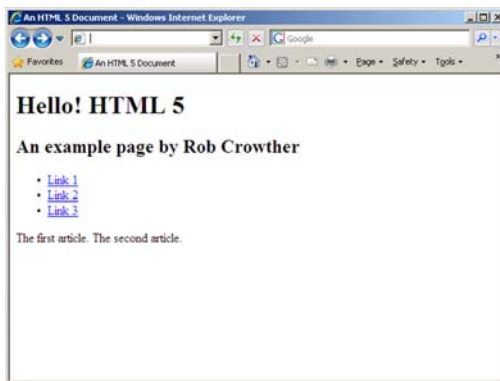 An HTML 5 Document - Windows Internet Explorer
Google
Favorites An HTML 5 Document Page Safety Tools
Hello! HTML 5
An example page by Rob Crowther
• Link 1
• Link 2
• Link 3
The first article. The second article.